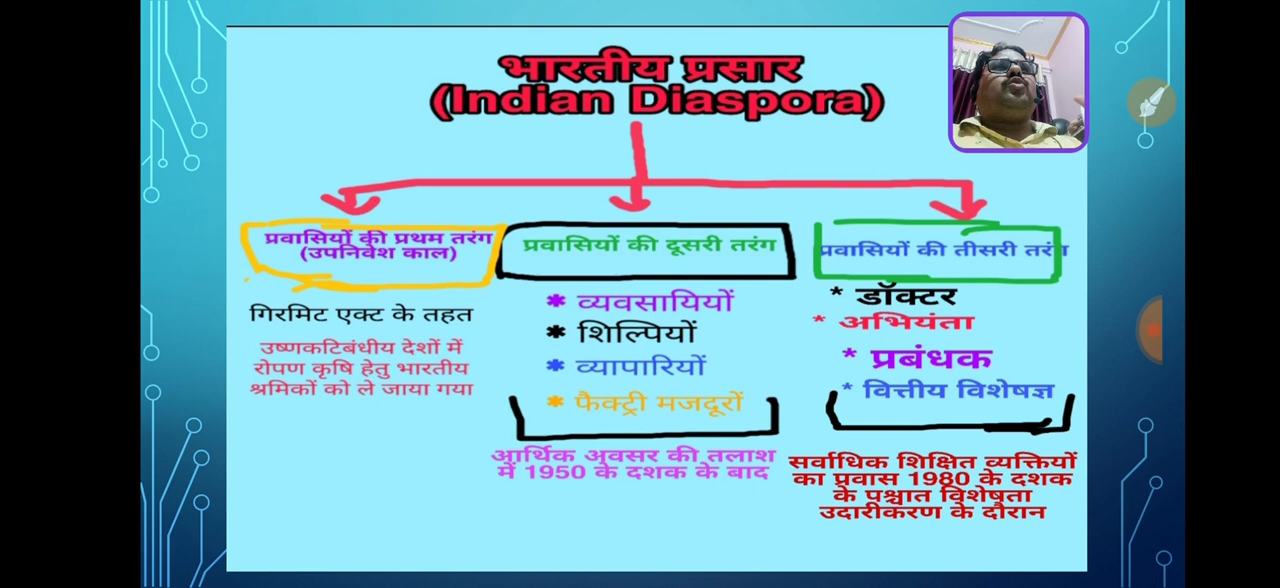 भारतीय प्रसार
(Indian Diaspora)
प्रवासियों की प्रथम तरंग
(उपनिवेश काल)
गिरमिट एक्ट के तहत
उष्णकटिबंधीय देशों में
रोपण कृषि हेतु भारतीय
श्रमिकों को ले जाया गया
प्रवासियों की दूसरी तरंग
* व्यवसायियों
* शिल्पियों
* व्यापारियों
* फैक्ट्री मजदूरों
आर्थिक अवसर की तलाश
में 1950 के दशक के बाद
प्रवासियों की तीसरी तरंग
* डॉक्टर
* अभियंता
* प्रबंधक
* वित्तीय विशेषज्ञ
सर्वाधिक शिक्षित व्यक्तियों
का प्रवास 1980 के दशक
के पश्चात विशेषता
उदारीकरण के दौरान